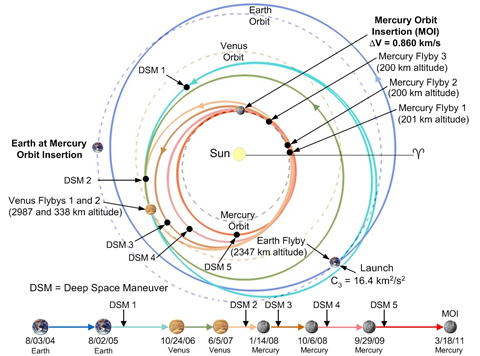 Earth
Orbit
Mercury Orbit
Insertion (MOI)
ΔV = 0.860 km/s
Venus
Orbit
Mercury Flyby 3
(200 km altitude)
DSM 1
Mercury Flyby 2
(200 km altitude)
Mercury Flyby 1
(201 km altitude)
Earth at Mercury
Orbit Insertion
Sun
♈
DSM 2
Venus Flybys 1 and 2
(2987 and 338 km altitude)
Mercury
Orbit
DSM 3
DSM 4
DSM 5
Earth Flyby
(2347 km altitude)
Launch
C3 = 16.4 km²/s²
DSM = Deep Space Maneuver
DSM 1
DSM 2
DSM 3
DSM 4
DSM 5
MOI
8/03/04
Earth
8/02/05
Earth
10/24/06
Venus
6/5/07
Venus
1/14/08
Mercury
10/6/08
Mercury
9/29/09
Mercury
3/18/11
Mercury